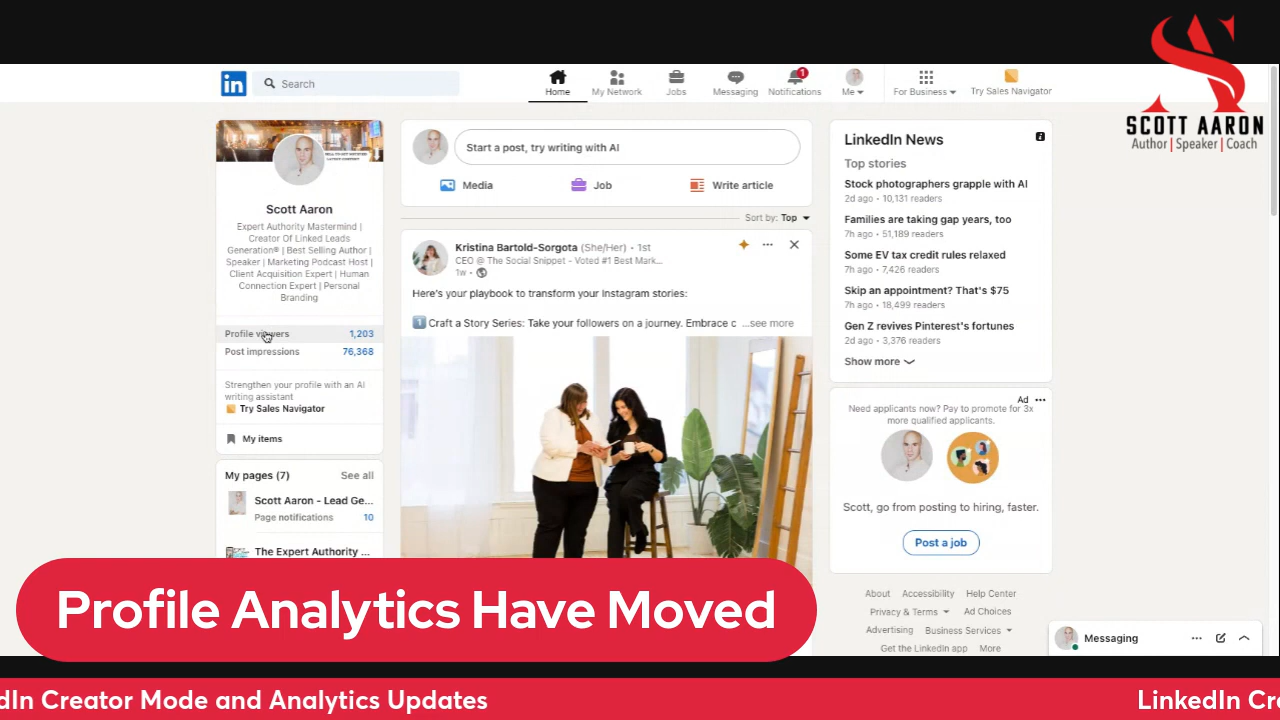 SCOTT AARON
Author | Speaker | Coach
in
Search
Home
My Network
Jobs
Messaging
1
Notifications
Me
For Business
Try Sales Navigator
Scott Aaron
Expert Authority Mastermind |
Creator Of Linked Leads
Generation® | Best Selling Author |
Speaker | Marketing Podcast Host |
Client Acquisition Expert | Human
Connection Expert | Personal
Branding
Profile viewers 1,203
Post impressions 76,368
Strengthen your profile with an AI
writing assistant
Try Sales Navigator
My items
My pages (7) See all
Scott Aaron - Lead Ge...
Page notifications 10
The Expert Authority ...
Start a post, try writing with AI
Media
Job
Write article
Sort by: Top
Kristina Bartold-Sorgota (She/Her) • 1st
CEO @ The Social Snippet - Voted #1 Best Mark...
1w •
Here's your playbook to transform your Instagram stories:
1 Craft a Story Series: Take your followers on a journey. Embrace c ...see more
LinkedIn News
Top stories
Stock photographers grapple with AI
2d ago • 10,131 readers
Families are taking gap years, too
7h ago • 51,189 readers
Some EV tax credit rules relaxed
7h ago • 7,426 readers
Skip an appointment? That's $75
7h ago • 18,499 readers
Gen Z revives Pinterest's fortunes
2d ago • 3,376 readers
Show more
Ad •••
Need applicants now? Pay to promote for 3x
more qualified applicants.
Scott, go from posting to hiring, faster.
Post a job
About Accessibility Help Center
Privacy & Terms Ad Choices
Advertising Business Services
Get the LinkedIn app More
Messaging
Profile Analytics Have Moved
dIn Creator Mode and Analytics Updates
LinkedIn Cr